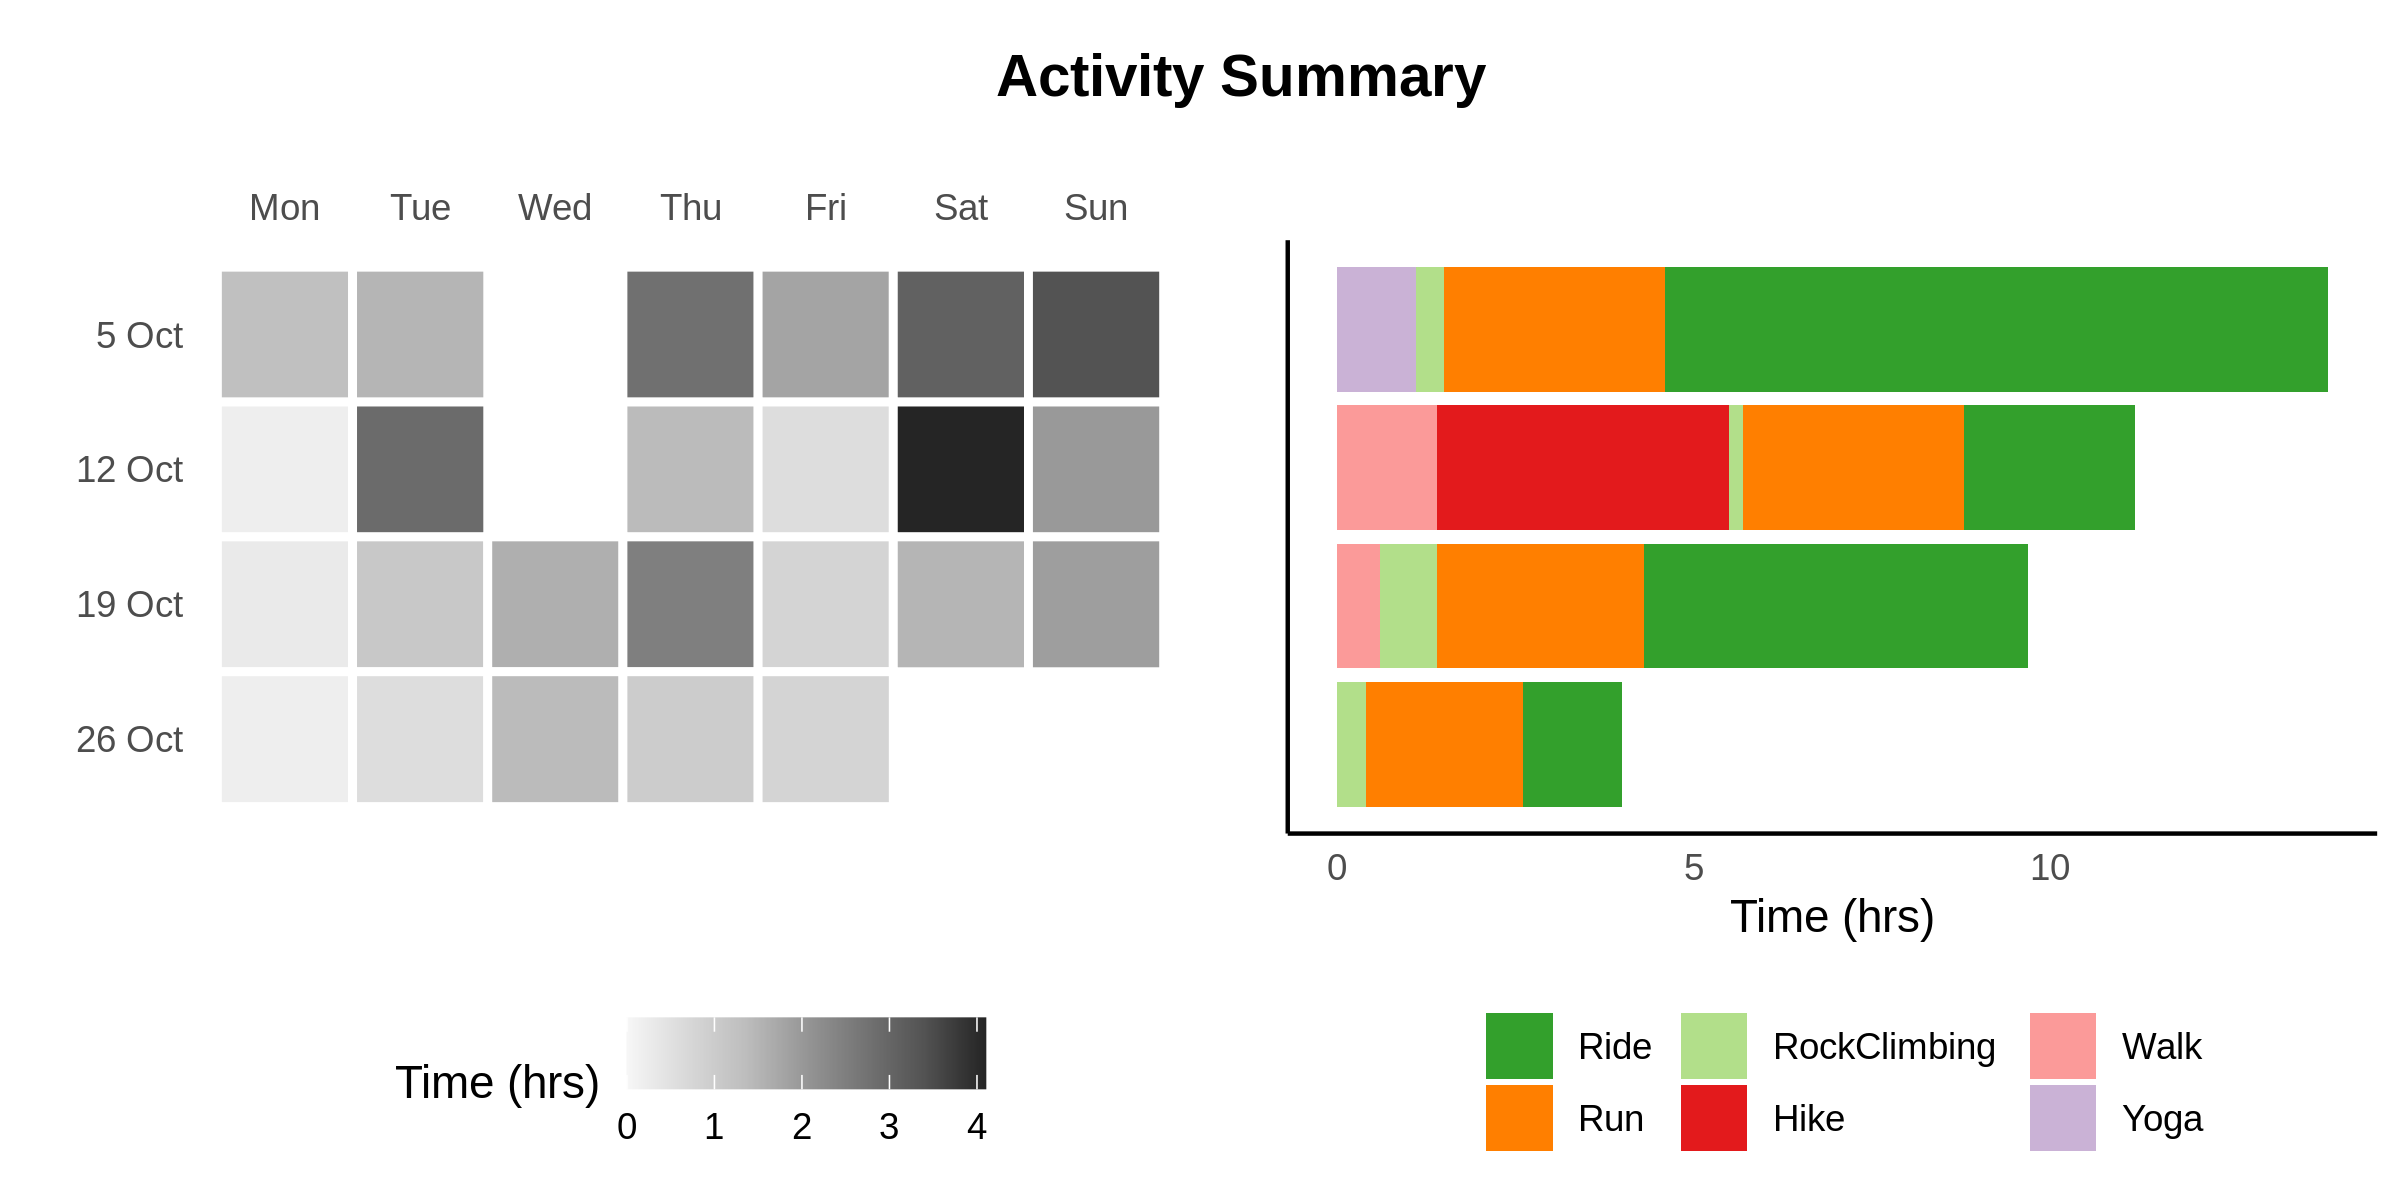 Activity Summary
Mon Tue Wed Thu Fri Sat Sun
5 Oct
12 Oct
19 Oct
26 Oct
0 5 10
Time (hrs)
Time (hrs)
0 1 2 3 4
Ride RockClimbing Walk
Run Hike Yoga